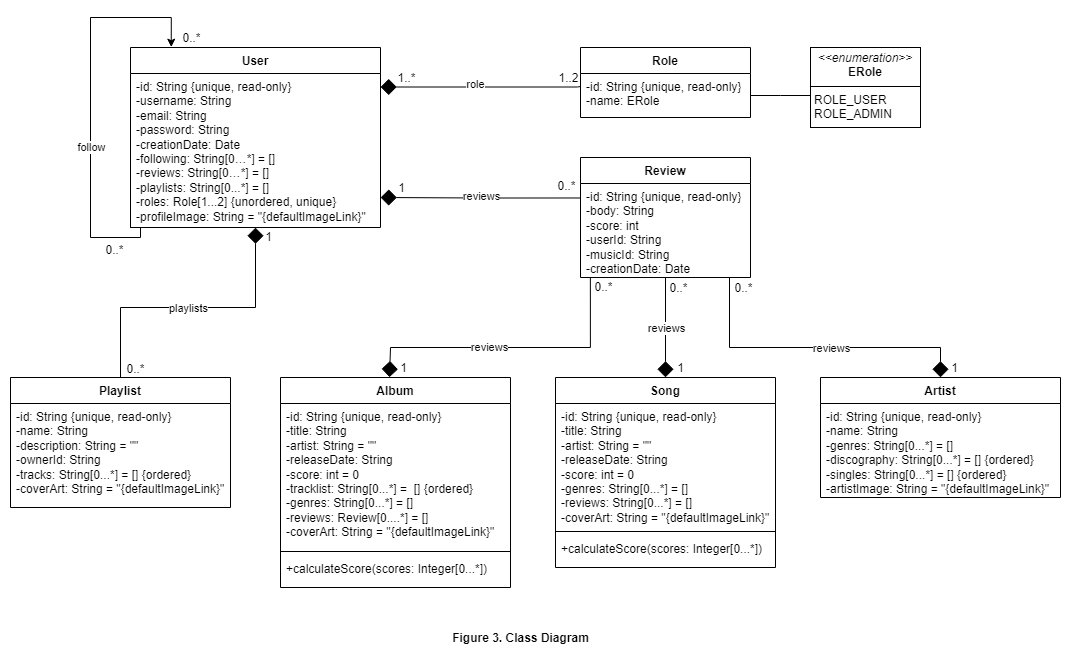 0..*
User
-id: String {unique, read-only}
-username: String
-email: String
-password: String
-creationDate: Date
-following: String[0...*] = []
-reviews: String[0...*] = []
-playlists: String[0...*] = []
-roles: Role[1...2] {unordered, unique}
-profileImage: String = "{defaultImageLink}"
follow
0..*
1..*
role
1..2
Role
-id: String {unique, read-only}
-name: ERole
<<enumeration>>
ERole
ROLE_USER
ROLE_ADMIN
1
reviews
0..*
Review
-id: String {unique, read-only}
-body: String
-score: int
-userId: String
-musicId: String
-creationDate: Date
1
playlists
0..*
0..*
reviews
1
0..*
reviews
1
0..*
reviews
1
Playlist
-id: String {unique, read-only}
-name: String
-description: String = ""
-ownerId: String
-tracks: String[0...*] = [] {ordered}
-coverArt: String = "{defaultImageLink}"
Album
-id: String {unique, read-only}
-title: String
-artist: String = ""
-releaseDate: String
-score: int = 0
-tracklist: String[0...*] =  [] {ordered}
-genres: String[0...*] = []
-reviews: Review[0....*] = []
-coverArt: String = "{defaultImageLink}"
+calculateScore(scores: Integer[0...*])
Song
-id: String {unique, read-only}
-title: String
-artist: String = ""
-releaseDate: String
-score: int = 0
-genres: String[0...*] = []
-reviews: String[0...*] = []
-coverArt: String = "{defaultImageLink}"
+calculateScore(scores: Integer[0...*])
Artist
-id: String {unique, read-only}
-name: String
-genres: String[0...*] = []
-discography: String[0...*] = [] {ordered}
-singles: String[0...*] = [] {ordered}
-artistImage: String = "{defaultImageLink}"
Figure 3. Class Diagram